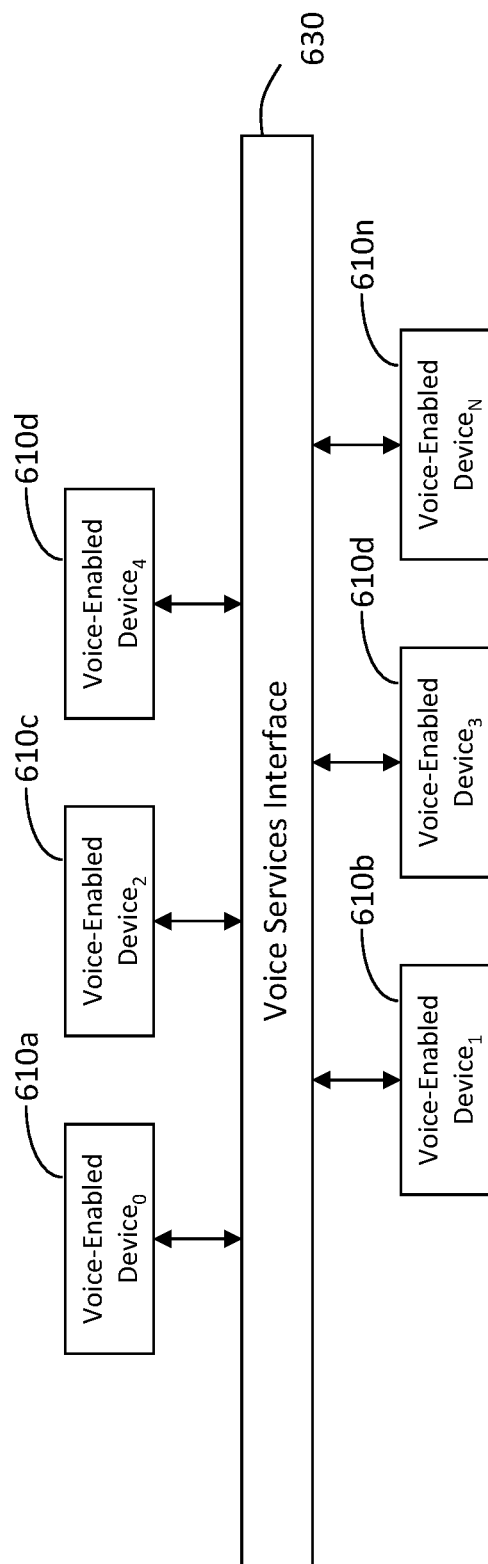 610a
Voice-Enabled
Device₀
610c
Voice-Enabled
Device₂
610d
Voice-Enabled
Device₄
Voice Services Interface
630
610b
Voice-Enabled
Device₁
610d
Voice-Enabled
Device₃
610n
Voice-Enabled
Device_N